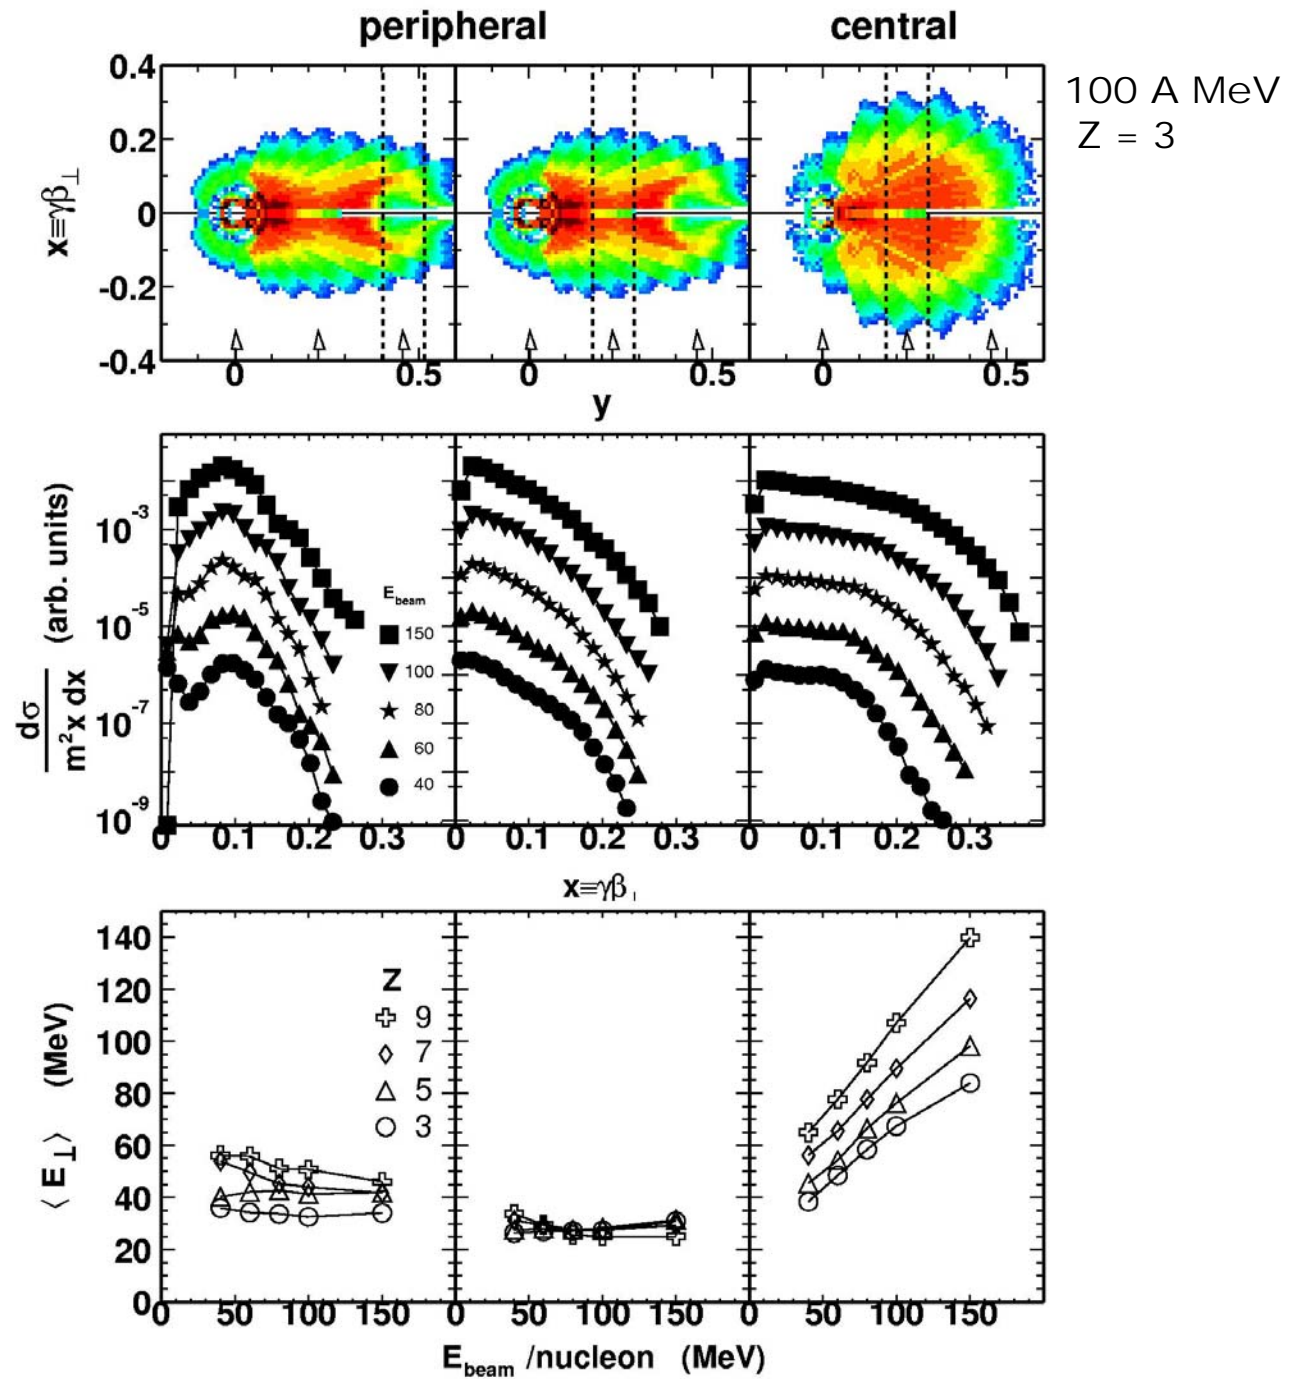 peripheral central
100 A MeV
Z = 3
0.4
0.2
0
-0.2
-0.4
x≡γβ⊥
0 0.5 0 0.5 0 0.5
y
dσ
m²x dx
(arb. units)
10⁻³
10⁻⁵
10⁻⁷
10⁻⁹
E_beam
150
100
80
60
40
0 0.1 0.2 0.3 0 0.1 0.2 0.3 0 0.1 0.2 0.3
x≡γβ⊥
⟨ E⊥ ⟩ (MeV)
140
120
100
80
60
40
20
0
Z
9
7
5
3
0 50 100 150 0 50 100 150 0 50 100 150
E_beam /nucleon (MeV)